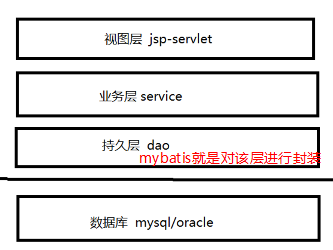 视图层 jsp-servlet
业务层 service
持久层 dao
mybatis就是对该层进行封装
数据库 mysql/oracle